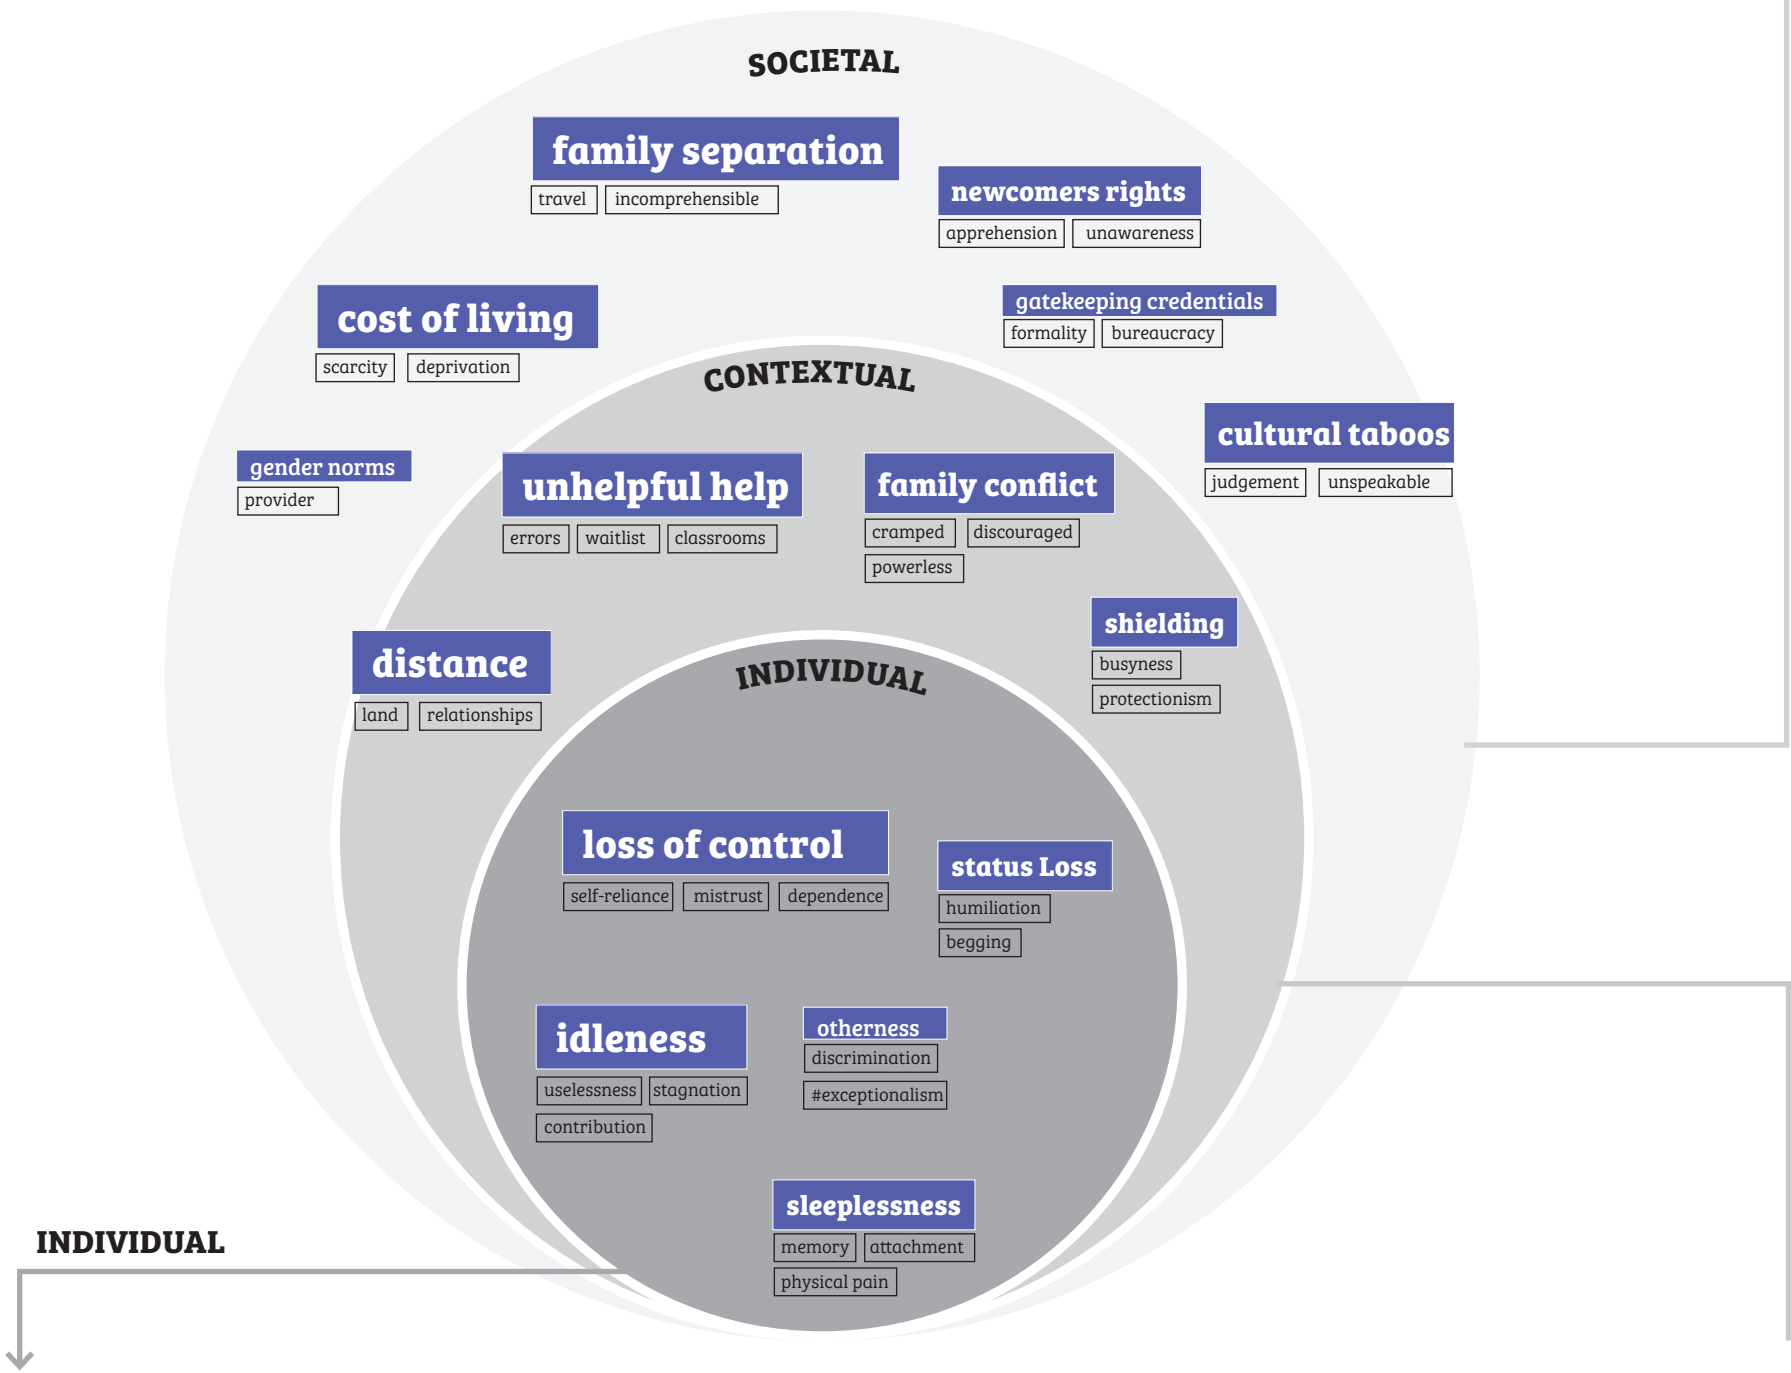 SOCIETAL
family separation
travel incomprehensible
newcomers rights
apprehension unawareness
cost of living
scarcity deprivation
gatekeeping credentials
formality bureaucracy
CONTEXTUAL
cultural taboos
judgement unspeakable
gender norms
provider
unhelpful help
errors waitlist classrooms
family conflict
cramped discouraged
powerless
shielding
busyness
protectionism
distance
land relationships
INDIVIDUAL
loss of control
self-reliance mistrust dependence
status Loss
humiliation
begging
idleness
uselessness stagnation
contribution
otherness
discrimination
#exceptionalism
sleeplessness
memory attachment
physical pain
INDIVIDUAL